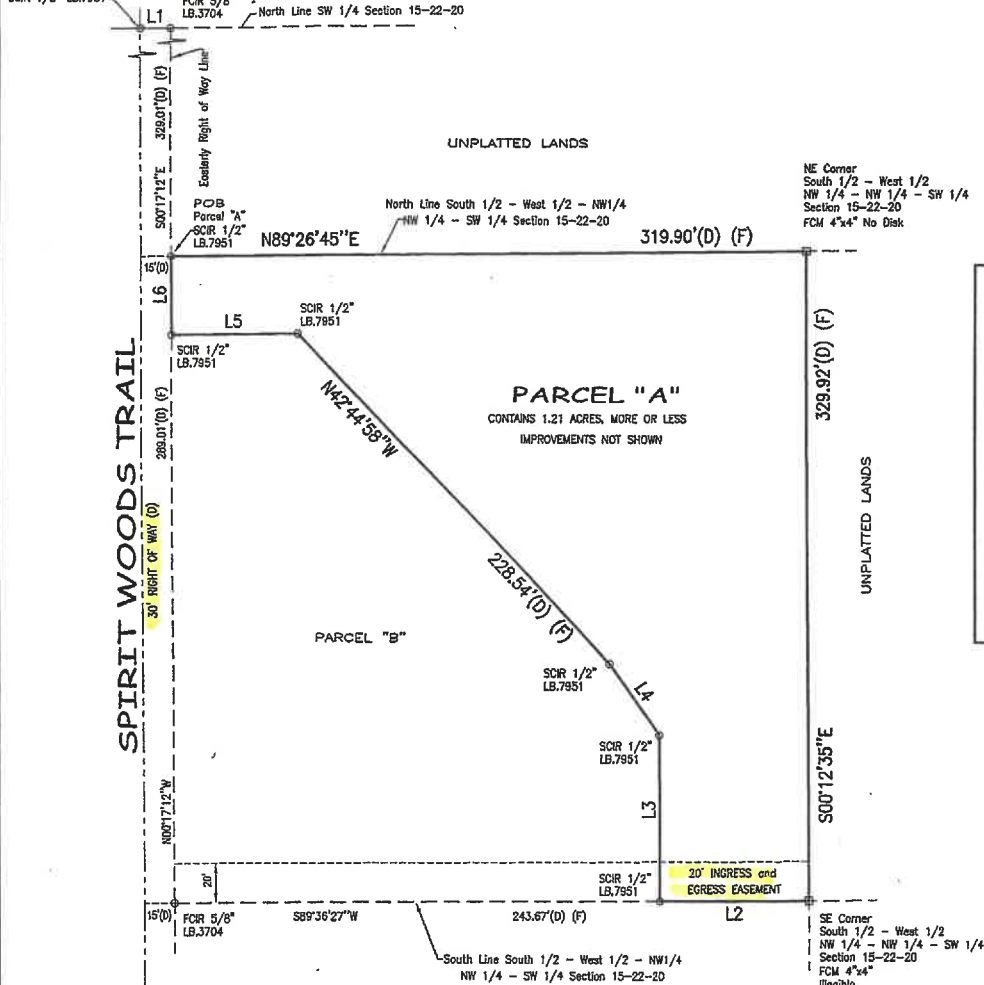 L1
LB.3704
North Line SW 1/4 Section 15-22-20
S00°17'12"E 329.01'(D) (F)
Easterly Right of Way Line
UNPLATTED LANDS
NE Corner
South 1/2 - West 1/2
NW 1/4 - NW 1/4 - SW 1/4
Section 15-22-20
FCM 4"x4" No Disk
POB
Parcel "A"
SCIR 1/2"
LB.7951
North Line South 1/2 - West 1/2 - NW1/4
NW 1/4 - SW 1/4 Section 15-22-20
N89°26'45"E
319.90'(D) (F)
15'(D)
L6
L5
SCIR 1/2"
LB.7951
SCIR 1/2"
LB.7951
329.92'(D) (F)
S00°12'35"E
PARCEL "A"
CONTAINS 1.21 ACRES, MORE OR LESS
IMPROVEMENTS NOT SHOWN
N42°44'58"W
228.54'(D) (F)
SPIRIT WOODS TRAIL
289.01'(D) (F)
30' RIGHT OF WAY (D)
N00°17'12"W
UNPLATTED LANDS
PARCEL "B"
SCIR 1/2"
LB.7951
L4
SCIR 1/2"
LB.7951
L3
20'
SCIR 1/2"
LB.7951
20' INGRESS and
EGRESS EASEMENT
15'(D)
FCIR 5/8"
LB.3704
S89°36'27"W
243.67'(D) (F)
L2
SE Corner
South 1/2 - West 1/2
NW 1/4 - NW 1/4 - SW 1/4
Section 15-22-20
FCM 4"x4"
Illegible
South Line South 1/2 - West 1/2 - NW1/4
NW 1/4 - SW 1/4 Section 15-22-20